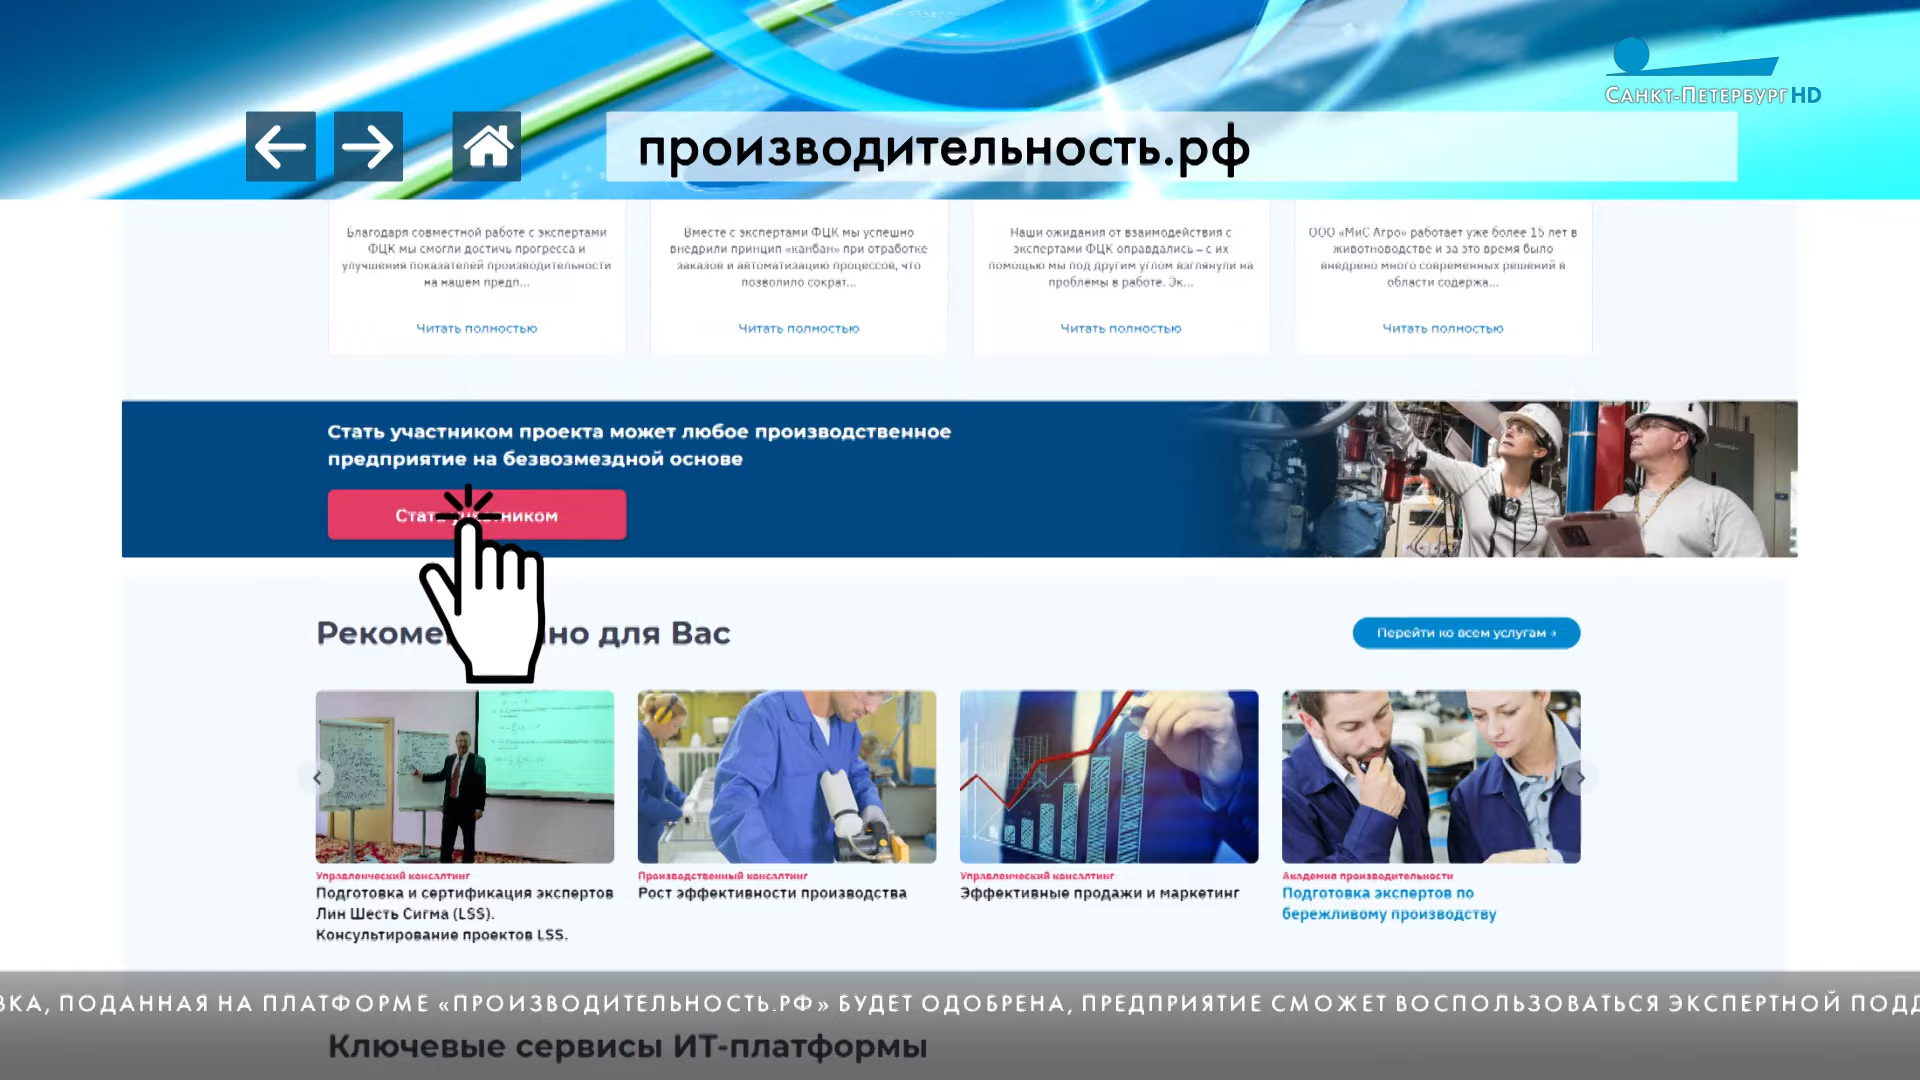 САНКТ-ПЕТЕРБУРГ HD
производительность.рф
Благодаря совместной работе с экспертами
ФЦК мы смогли достичь прогресса и
улучшения показателей производительности
на нашем предп...
Читать полностью
Вместе с экспертами ФЦК мы успешно
внедрили принцип «канбан» при отработке
заказов и автоматизацию процессов, что
позволило сократ...
Читать полностью
Наши ожидания от взаимодействия с
экспертами ФЦК оправдались – с их
помощью мы под другим углом взглянули на
проблемы в работе. Эк...
Читать полностью
ООО «МиС Агро» работает уже более 15 лет в
животноводстве и за это время было
внедрено много современных решений в
области содержа...
Читать полностью
Стать участником проекта может любое производственное
предприятие на безвозмездной основе
Перейти ко всем услугам →
для Вас
Управленческий консалтинг
Подготовка и сертификация экспертов
Лин Шесть Сигма (LSS).
Консультирование проектов LSS.
Производственный консалтинг
Рост эффективности производства
Управленческий консалтинг
Эффективные продажи и маркетинг
Академия производительности
Подготовка экспертов по
бережливому производству
ВКА, ПОДАННАЯ НА ПЛАТФОРМЕ «ПРОИЗВОДИТЕЛЬНОСТЬ.РФ» БУДЕТ ОДОБРЕНА, ПРЕДПРИЯТИЕ СМОЖЕТ ВОСПОЛЬЗОВАТЬСЯ ЭКСПЕРТНОЙ ПОДД
Ключевые сервисы ИТ-платформы